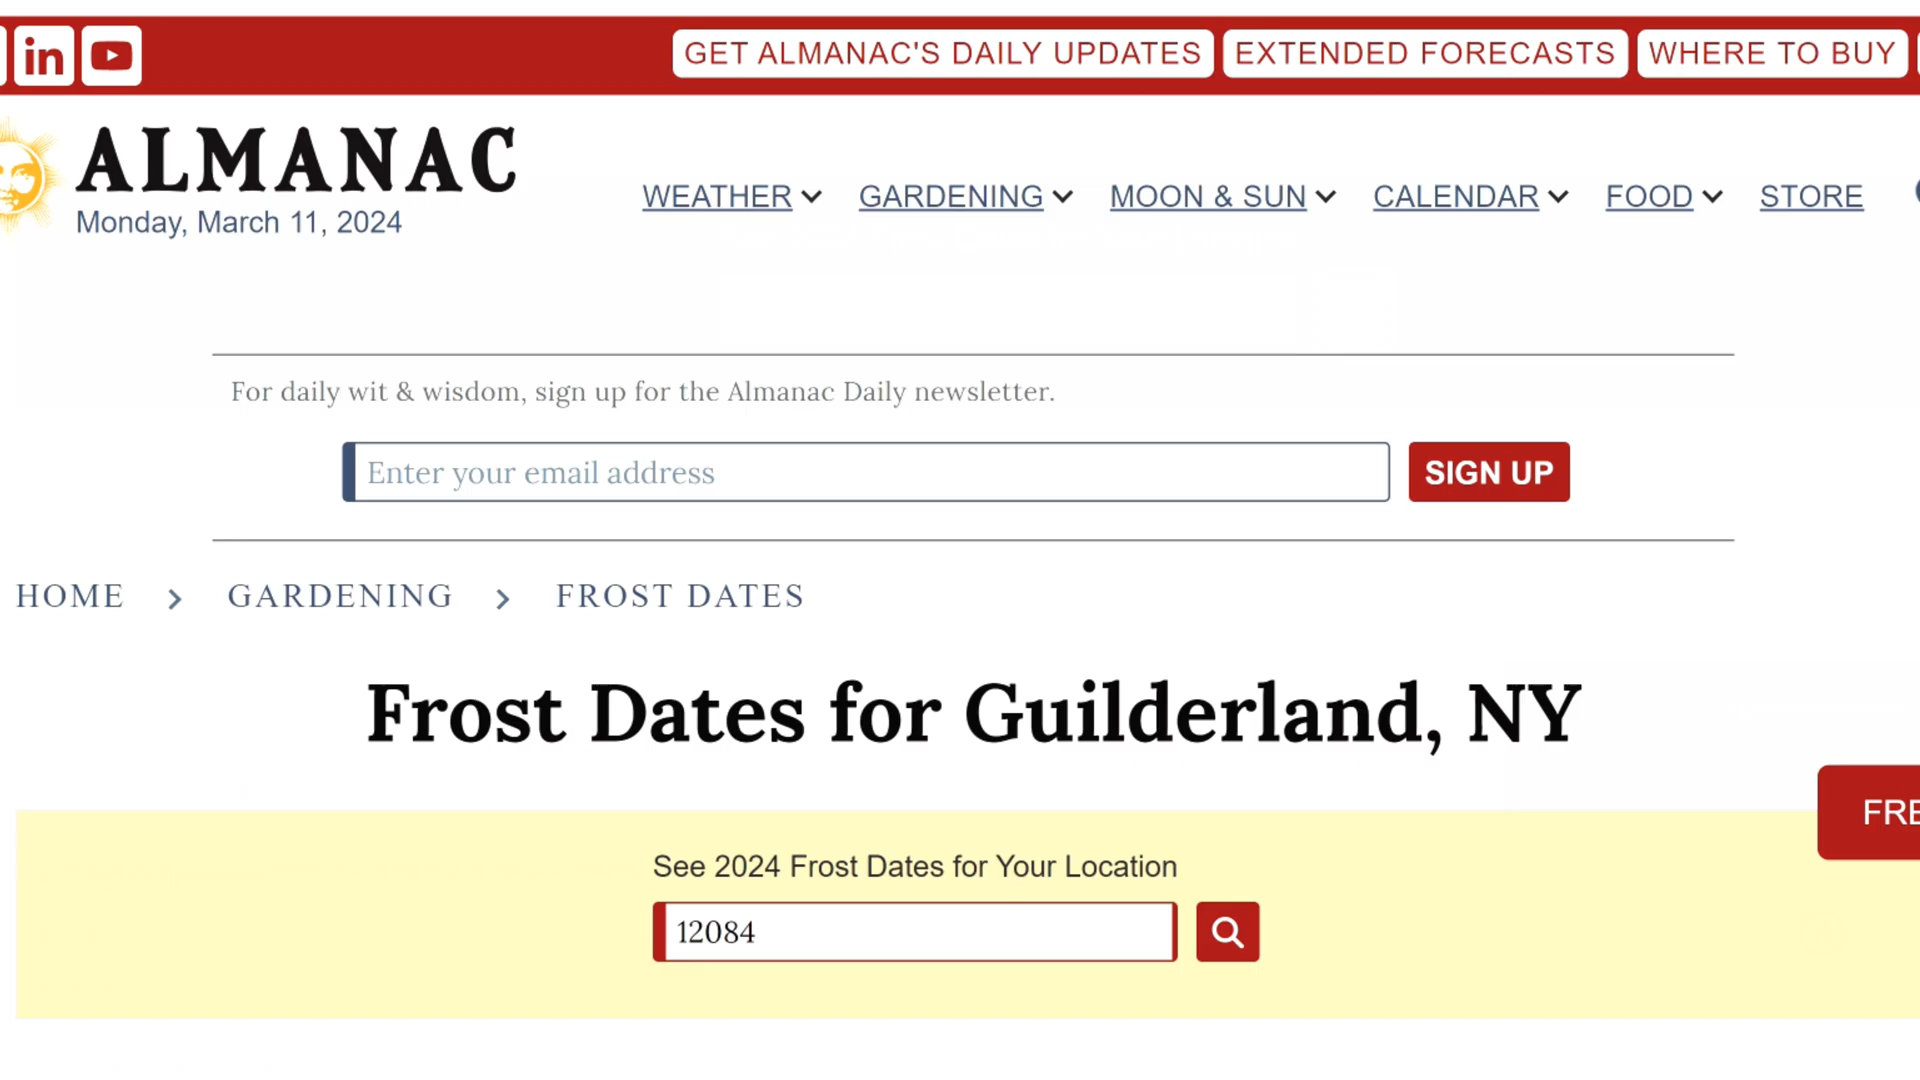 in
GET ALMANAC'S DAILY UPDATES
EXTENDED FORECASTS
WHERE TO BUY
ALMANAC
Monday, March 11, 2024
WEATHER
GARDENING
MOON & SUN
CALENDAR
FOOD
STORE
For daily wit & wisdom, sign up for the Almanac Daily newsletter.
Enter your email address
SIGN UP
HOME > GARDENING > FROST DATES
Frost Dates for Guilderland, NY
FRE
See 2024 Frost Dates for Your Location
12084